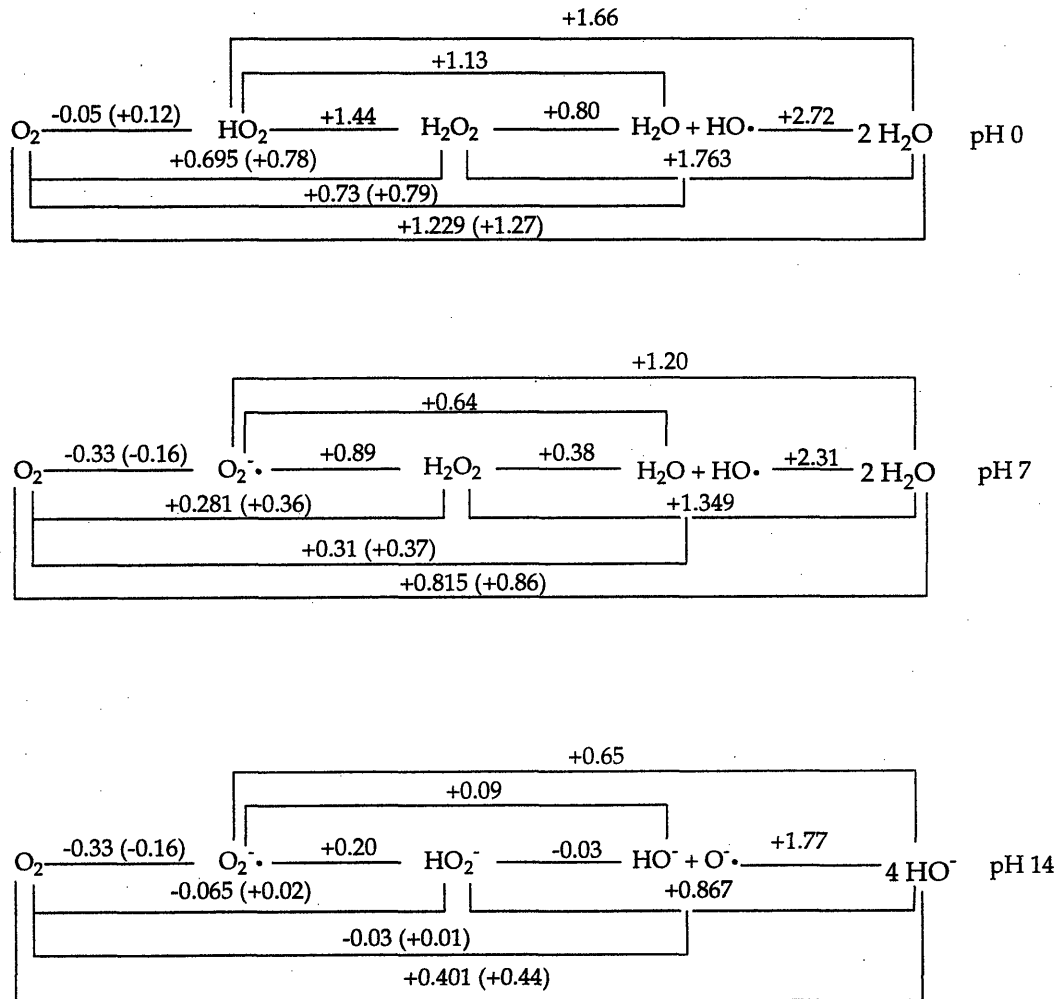 +1.66
+1.13
-0.05 (+0.12) +1.44 +0.80 +2.72
O₂ HO₂ H₂O₂ H₂O + HO• 2 H₂O pH 0
+0.695 (+0.78) +1.763
+0.73 (+0.79)
+1.229 (+1.27)
+1.20
+0.64
-0.33 (-0.16) +0.89 +0.38 +2.31
O₂ O₂⁻• H₂O₂ H₂O + HO• 2 H₂O pH 7
+0.281 (+0.36) +1.349
+0.31 (+0.37)
+0.815 (+0.86)
+0.65
+0.09
-0.33 (-0.16) +0.20 -0.03 +1.77
O₂ O₂⁻• HO₂⁻ HO⁻ + O⁻• 4 HO⁻ pH 14
-0.065 (+0.02) +0.867
-0.03 (+0.01)
+0.401 (+0.44)